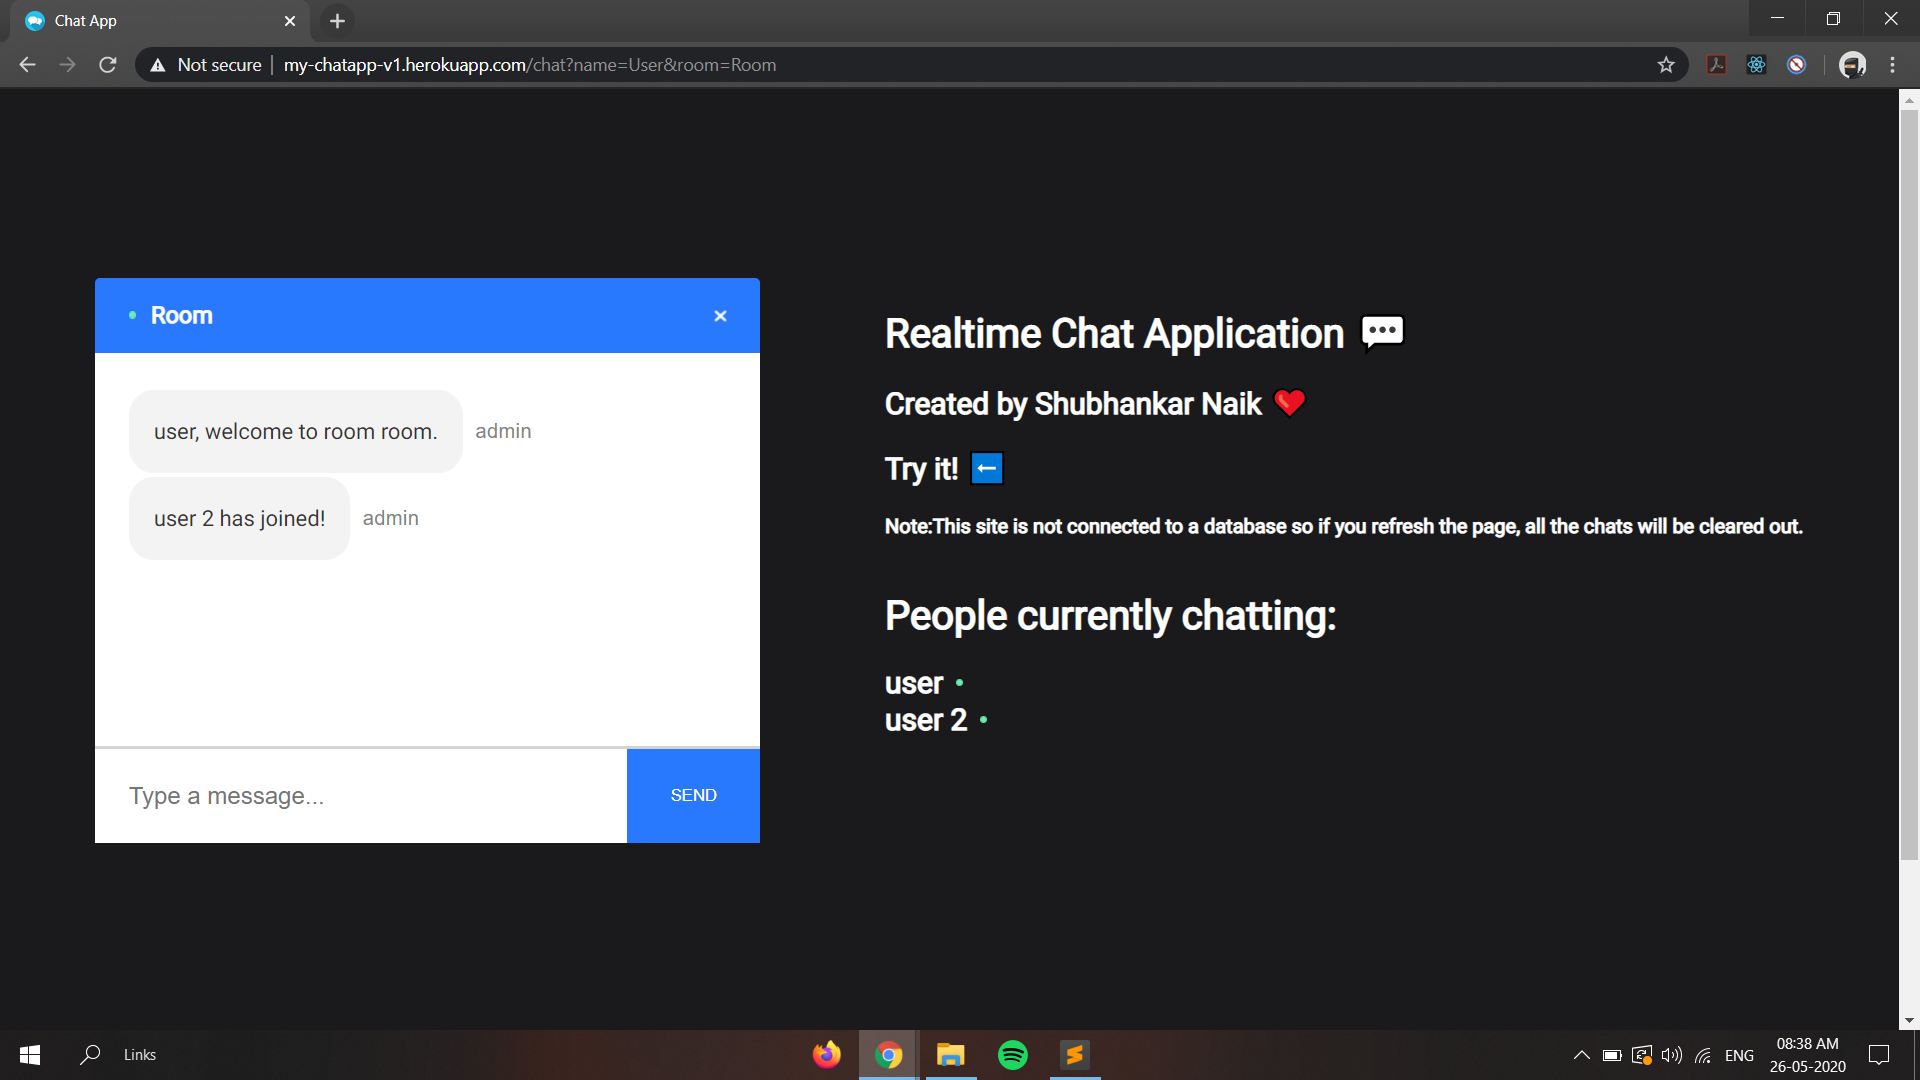 Chat App
Not secure my-chatapp-v1.herokuapp.com/chat?name=User&room=Room
Room
user, welcome to room room. admin
user 2 has joined! admin
Type a message...
SEND
Realtime Chat Application
Created by Shubhankar Naik
Try it!
Note:This site is not connected to a database so if you refresh the page, all the chats will be cleared out.
People currently chatting:
user
user 2
Links
ENG
08:38 AM
26-05-2020